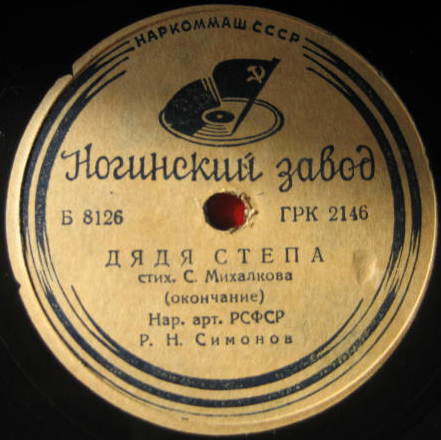 НАРКОММАШ СССР
Ногинский завод
Б 8126
ГРК 2146
ДЯДЯ СТЕПА
стих. С. Михалкова
(окончание)
Нар. арт. РСФСР
Р. Н. Симонов